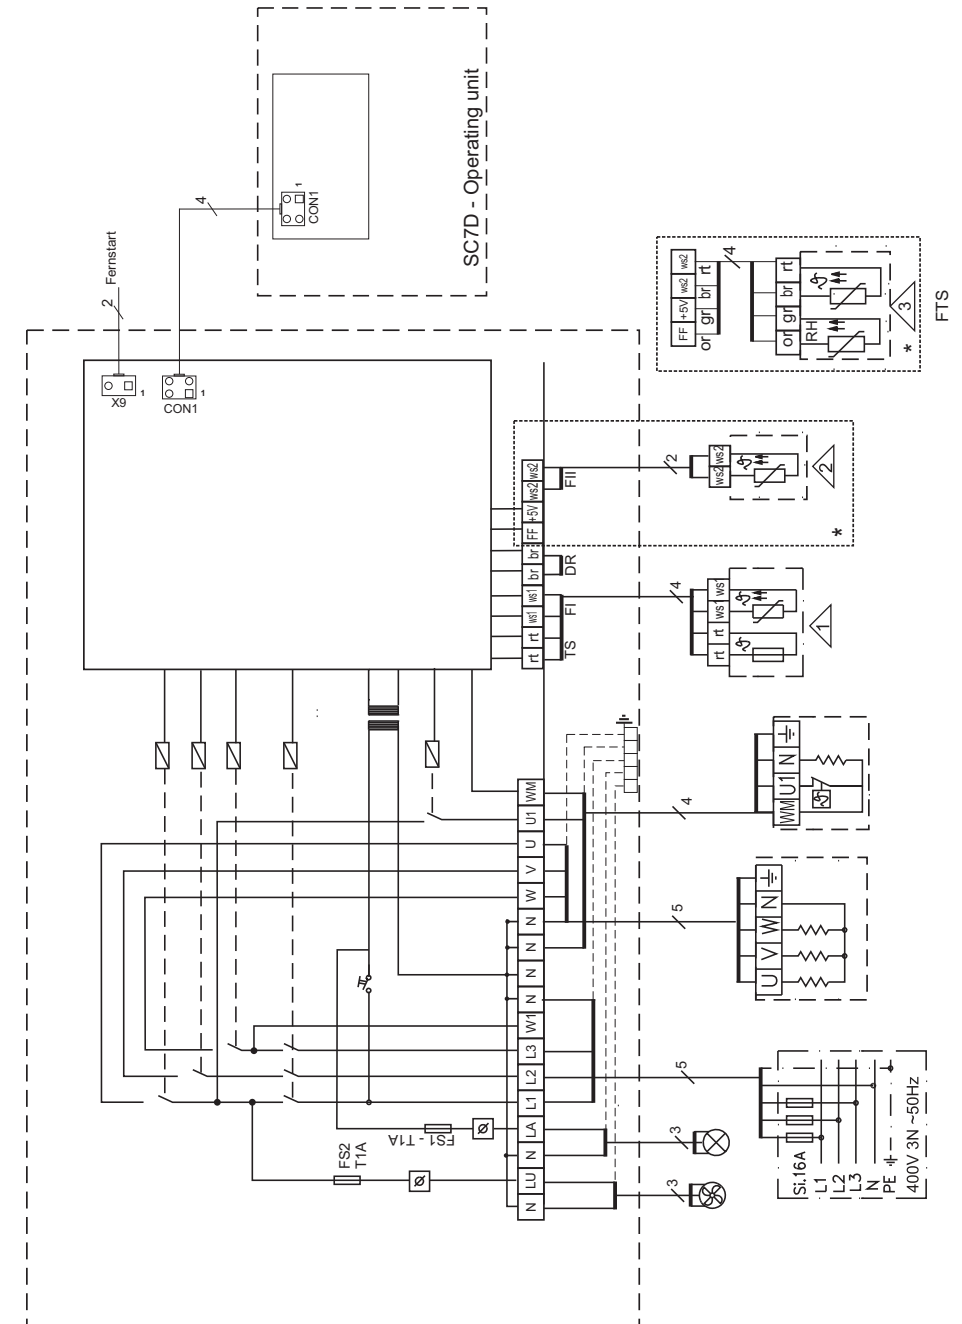 SC7D - Operating unit
1
CON1
4
Fernstart
2
X9
1
CON1
1
ws2 ws2 +5V FF
rt br gr or
4
rt br gr or
RH
3
*
FTS
ws2 ws2 +5V FF br br ws1 ws1 rt rt
FII
DR
FI
TS
2
ws2 ws2
2
*
4
ws1 ws1 rt rt
1
WM U1 U V W N N N N W1 L3 L2 L1 LA N LU N
4
WM U1 N
5
U V W N
5
Si.16A
L1
L2
L3
N
PE
400V 3N ~50Hz
FS1 - T1A
FS2
T1A
3
3